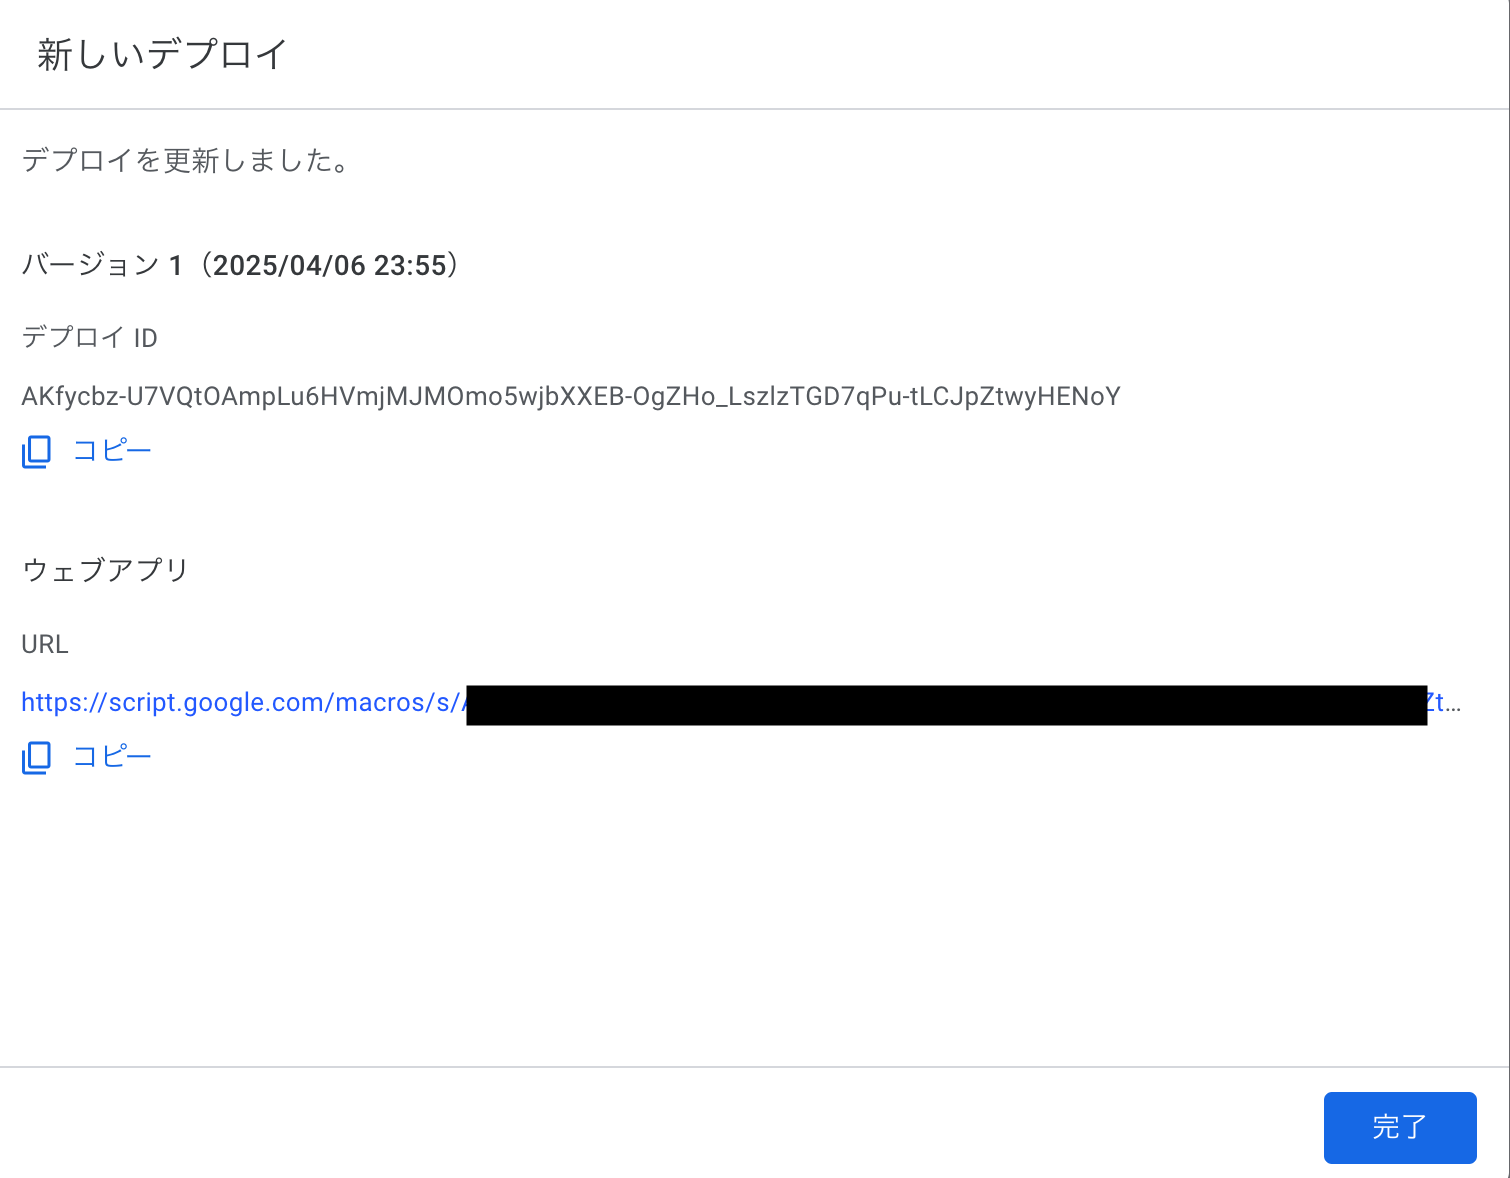 新しいデプロイ
デプロイを更新しました。
バージョン 1（2025/04/06 23:55）
デプロイ ID
AKfycbz-U7VQtOAmpLu6HVmjMJMOmo5wjbXXEB-OgZHo_LszlzTGD7qPu-tLCJpZtwyHENoY
コピー
ウェブアプリ
URL
https://script.google.com/macros/s/ Zt...
コピー
完了